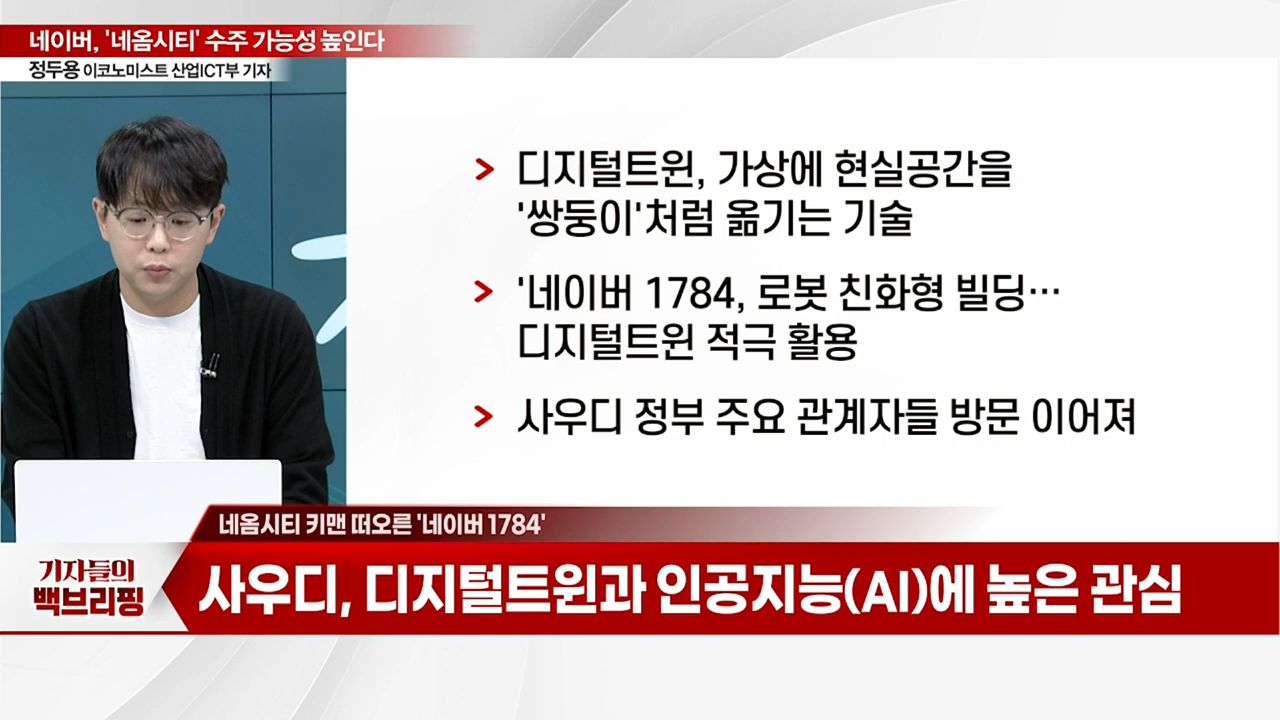 네이버, '네옴시티' 수주 가능성 높인다
정두용 이코노미스트 산업ICT부 기자
> 디지털트윈, 가상에 현실공간을
'쌍둥이'처럼 옮기는 기술
> '네이버 1784, 로봇 친화형 빌딩…
디지털트윈 적극 활용
> 사우디 정부 주요 관계자들 방문 이어져
네옴시티 키맨 떠오른 '네이버 1784'
기자들의
백브리핑
사우디, 디지털트윈과 인공지능(AI)에 높은 관심